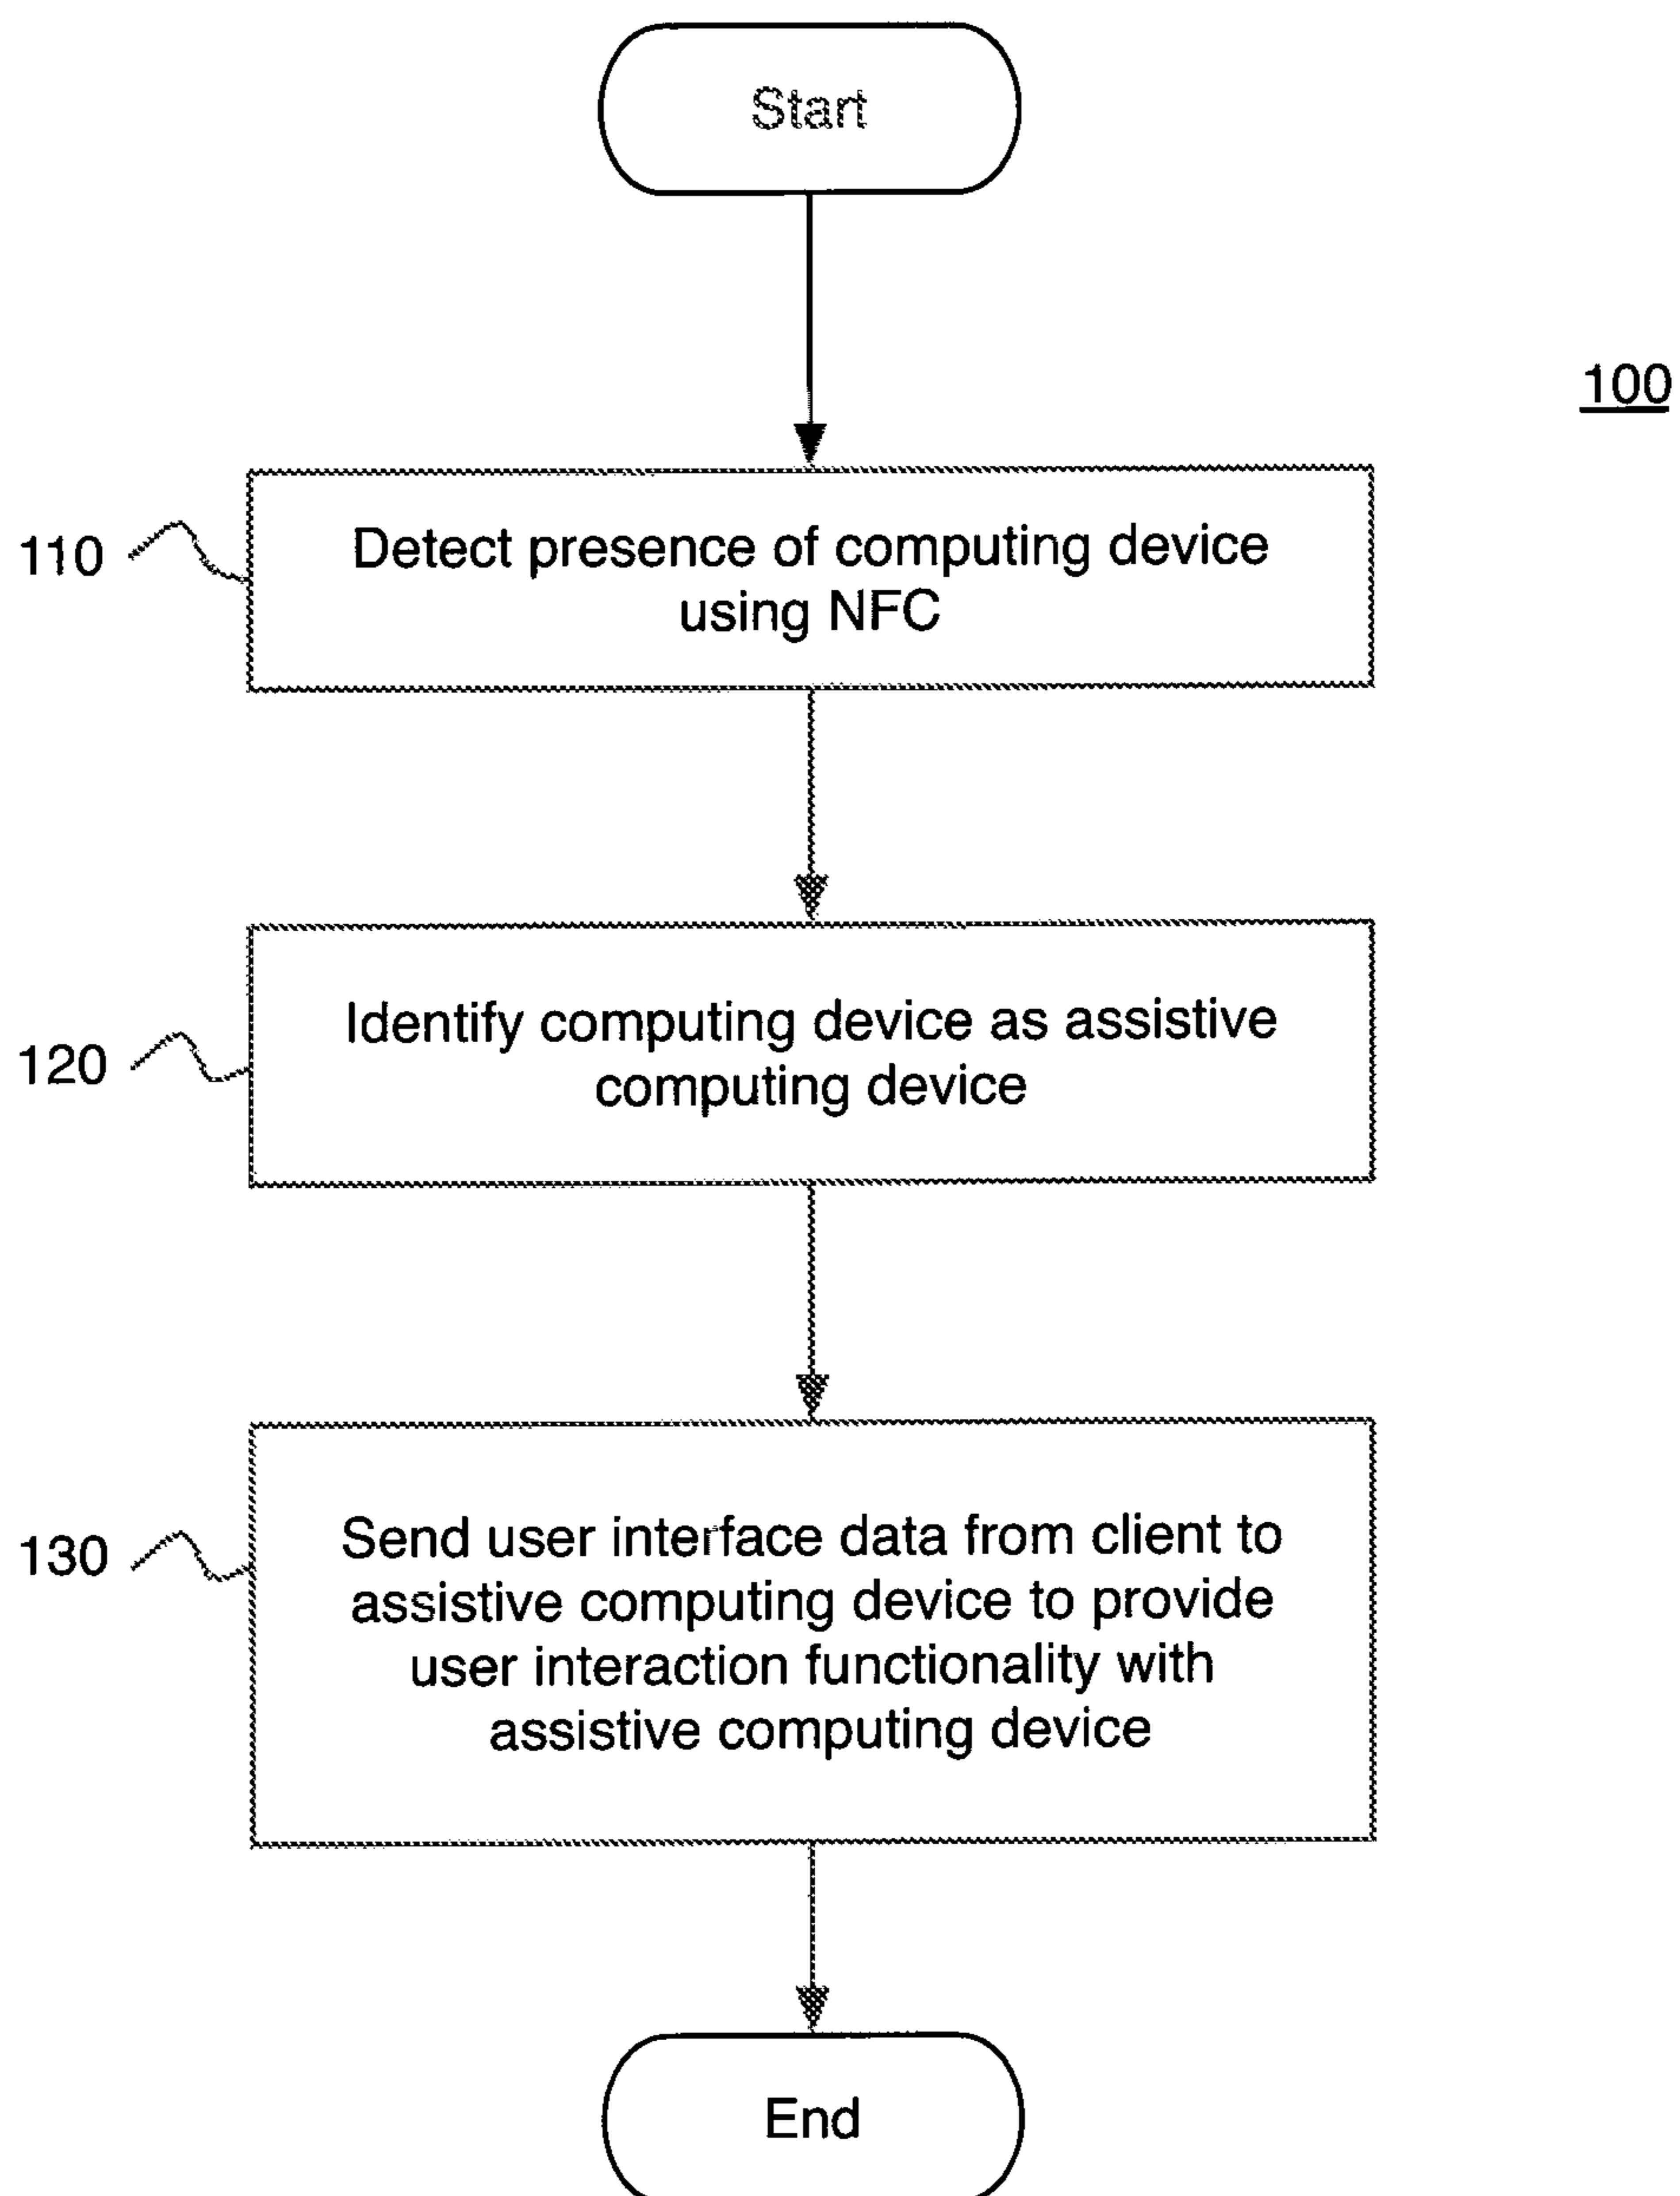 Start
100
110
Detect presence of computing device
using NFC
120
Identify computing device as assistive
computing device
130
Send user interface data from client to
assistive computing device to provide
user interaction functionality with
assistive computing device
End